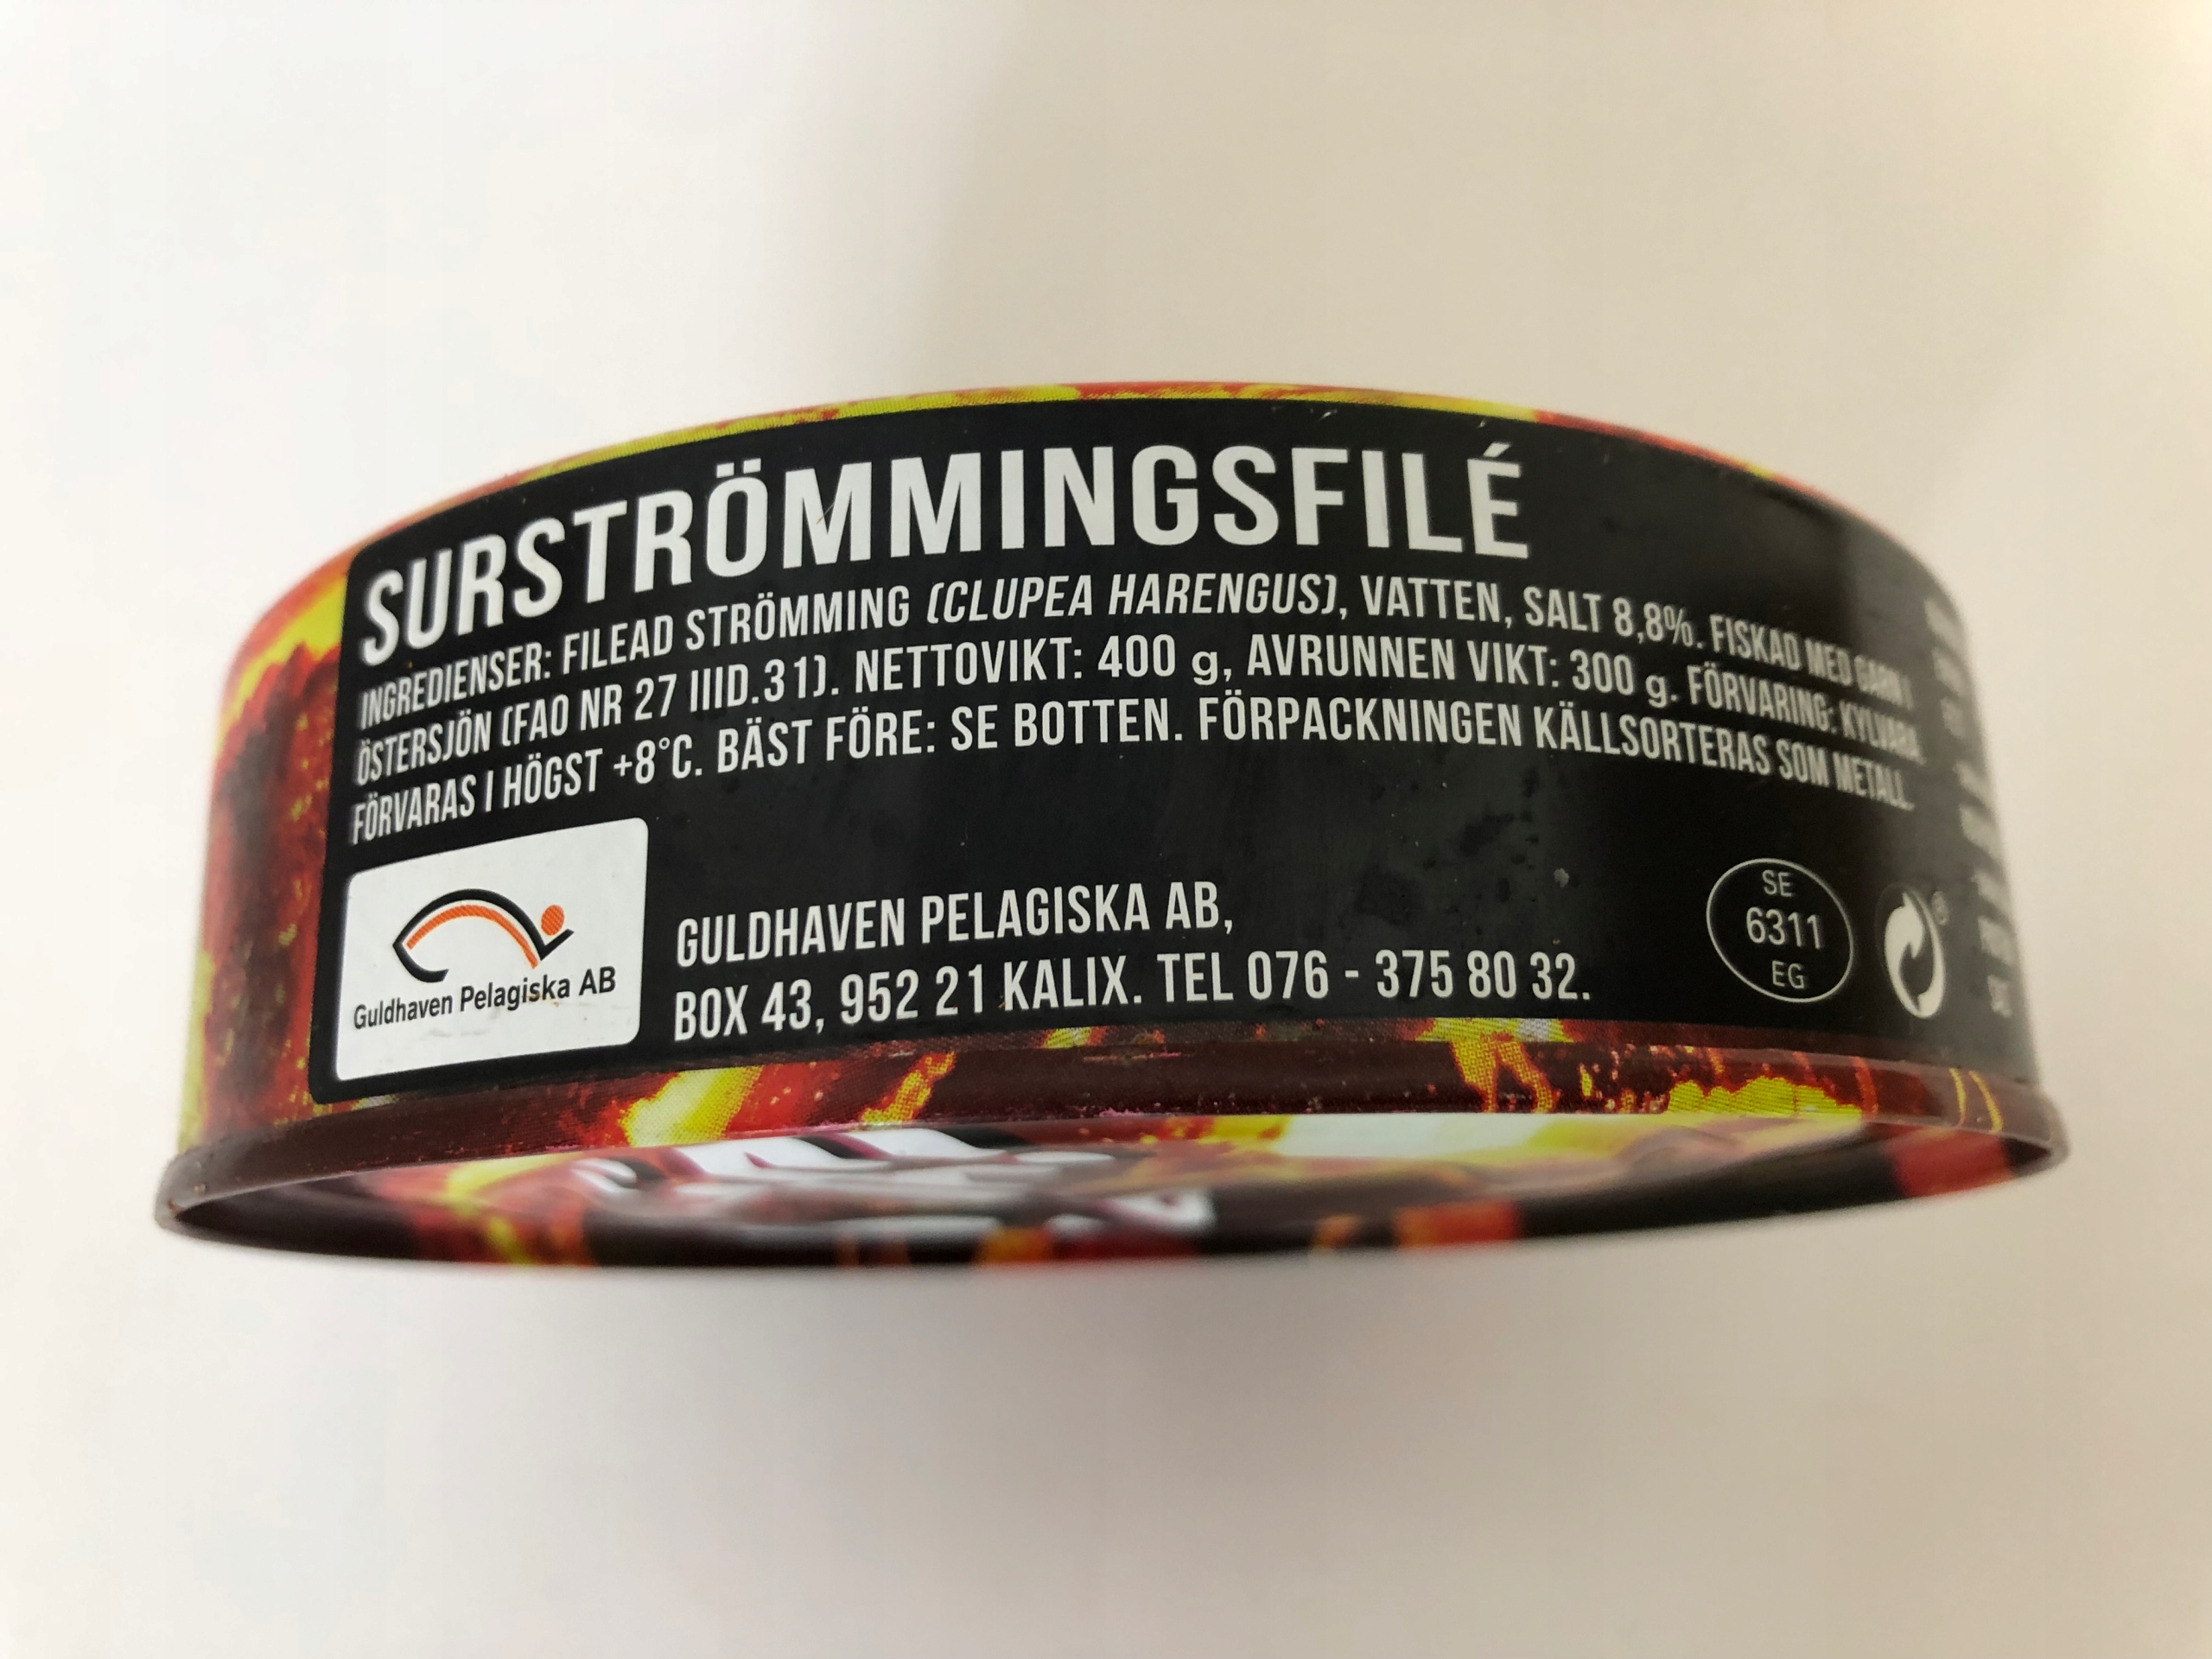 SURSTRÖMMINGSFILÉ
INGREDIENSER: FILEAD STRÖMMING (CLUPEA HARENGUS), VATTEN, SALT 8,8%. FISKAD MED GARN I
ÖSTERSJÖN (FAO NR 27 IIID.31). NETTOVIKT: 400 g, AVRUNNEN VIKT: 300 g. FÖRVARING: KYLVARA.
FÖRVARAS I HÖGST +8°C. BÄST FÖRE: SE BOTTEN. FÖRPACKNINGEN KÄLLSORTERAS SOM METALL.
Guldhaven Pelagiska AB
GULDHAVEN PELAGISKA AB,
BOX 43, 952 21 KALIX. TEL 076 - 375 80 32.
SE
6311
EG